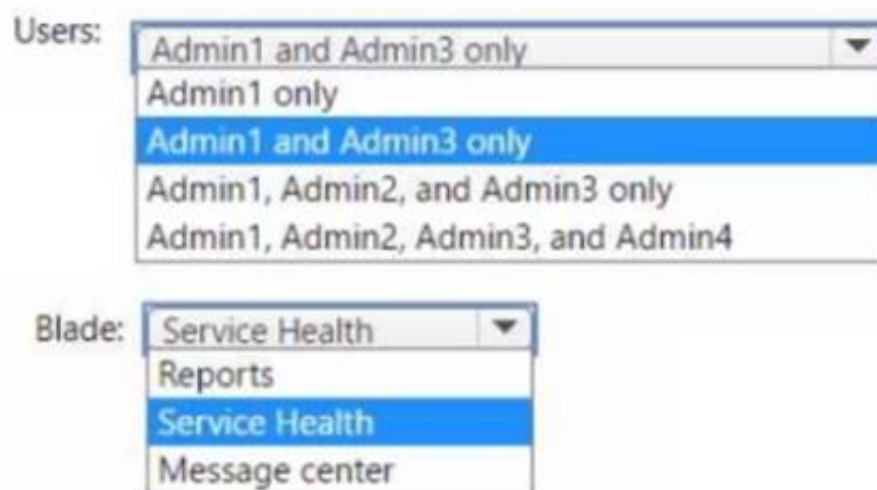 Users:
Admin1 and Admin3 only
Admin1 only
Admin1 and Admin3 only
Admin1, Admin2, and Admin3 only
Admin1, Admin2, Admin3, and Admin4
Blade:
Service Health
Reports
Service Health
Message center